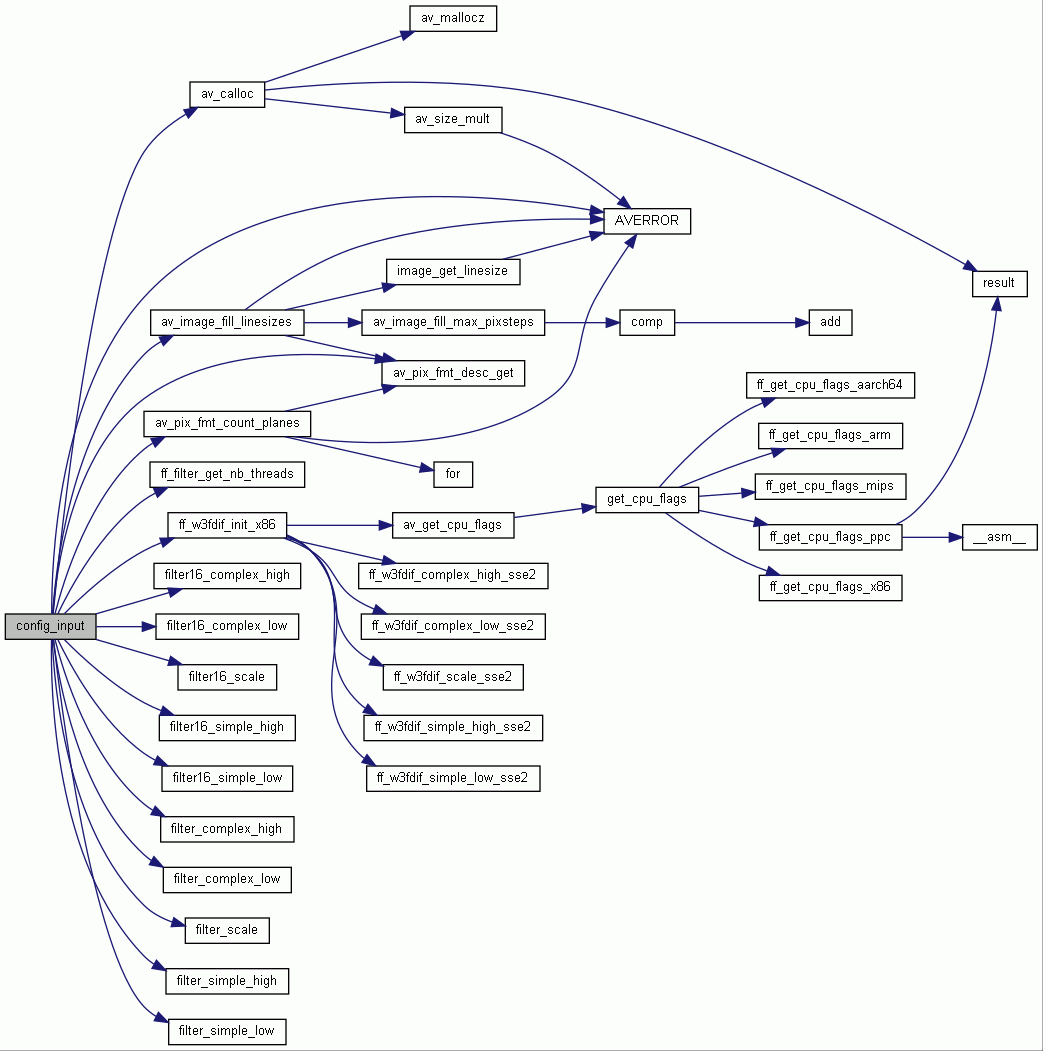 av_mallocz
av_calloc
av_size_mult
AVERROR
image_get_linesize
result
av_image_fill_linesizes
av_image_fill_max_pixsteps
comp
add
av_pix_fmt_desc_get
ff_get_cpu_flags_aarch64
av_pix_fmt_count_planes
ff_get_cpu_flags_arm
ff_filter_get_nb_threads
for
ff_get_cpu_flags_mips
get_cpu_flags
ff_w3fdif_init_x86
av_get_cpu_flags
ff_get_cpu_flags_ppc
__asm__
filter16_complex_high
ff_w3fdif_complex_high_sse2
ff_get_cpu_flags_x86
config_input
filter16_complex_low
ff_w3fdif_complex_low_sse2
filter16_scale
ff_w3fdif_scale_sse2
filter16_simple_high
ff_w3fdif_simple_high_sse2
filter16_simple_low
ff_w3fdif_simple_low_sse2
filter_complex_high
filter_complex_low
filter_scale
filter_simple_high
filter_simple_low